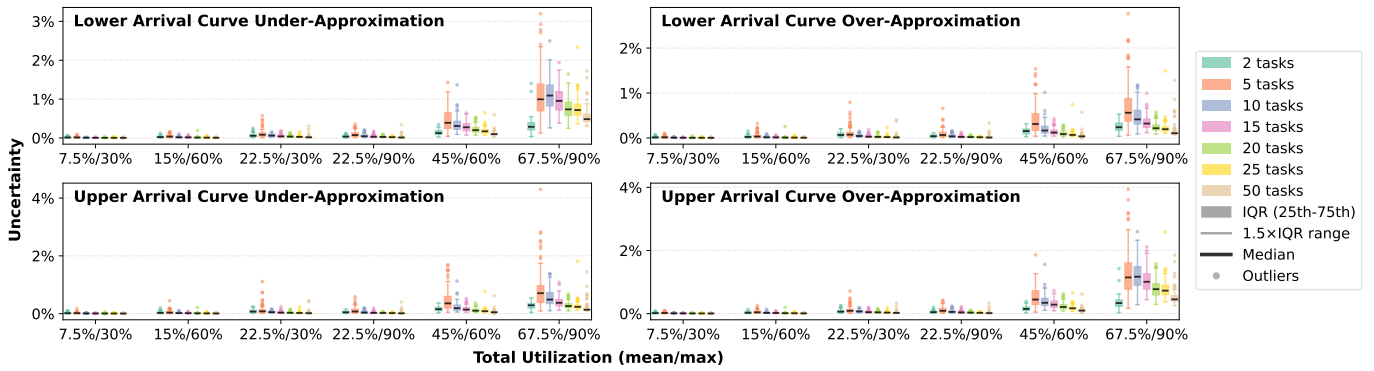 Lower Arrival Curve Under-Approximation
3%
2%
1%
0%
7.5%/30% 15%/60% 22.5%/30% 22.5%/90% 45%/60% 67.5%/90%
Lower Arrival Curve Over-Approximation
2%
1%
0%
7.5%/30% 15%/60% 22.5%/30% 22.5%/90% 45%/60% 67.5%/90%
Upper Arrival Curve Under-Approximation
4%
2%
0%
7.5%/30% 15%/60% 22.5%/30% 22.5%/90% 45%/60% 67.5%/90%
Upper Arrival Curve Over-Approximation
4%
2%
0%
7.5%/30% 15%/60% 22.5%/30% 22.5%/90% 45%/60% 67.5%/90%
Uncertainty
Total Utilization (mean/max)
2 tasks
5 tasks
10 tasks
15 tasks
20 tasks
25 tasks
50 tasks
IQR (25th-75th)
1.5×IQR range
Median
Outliers